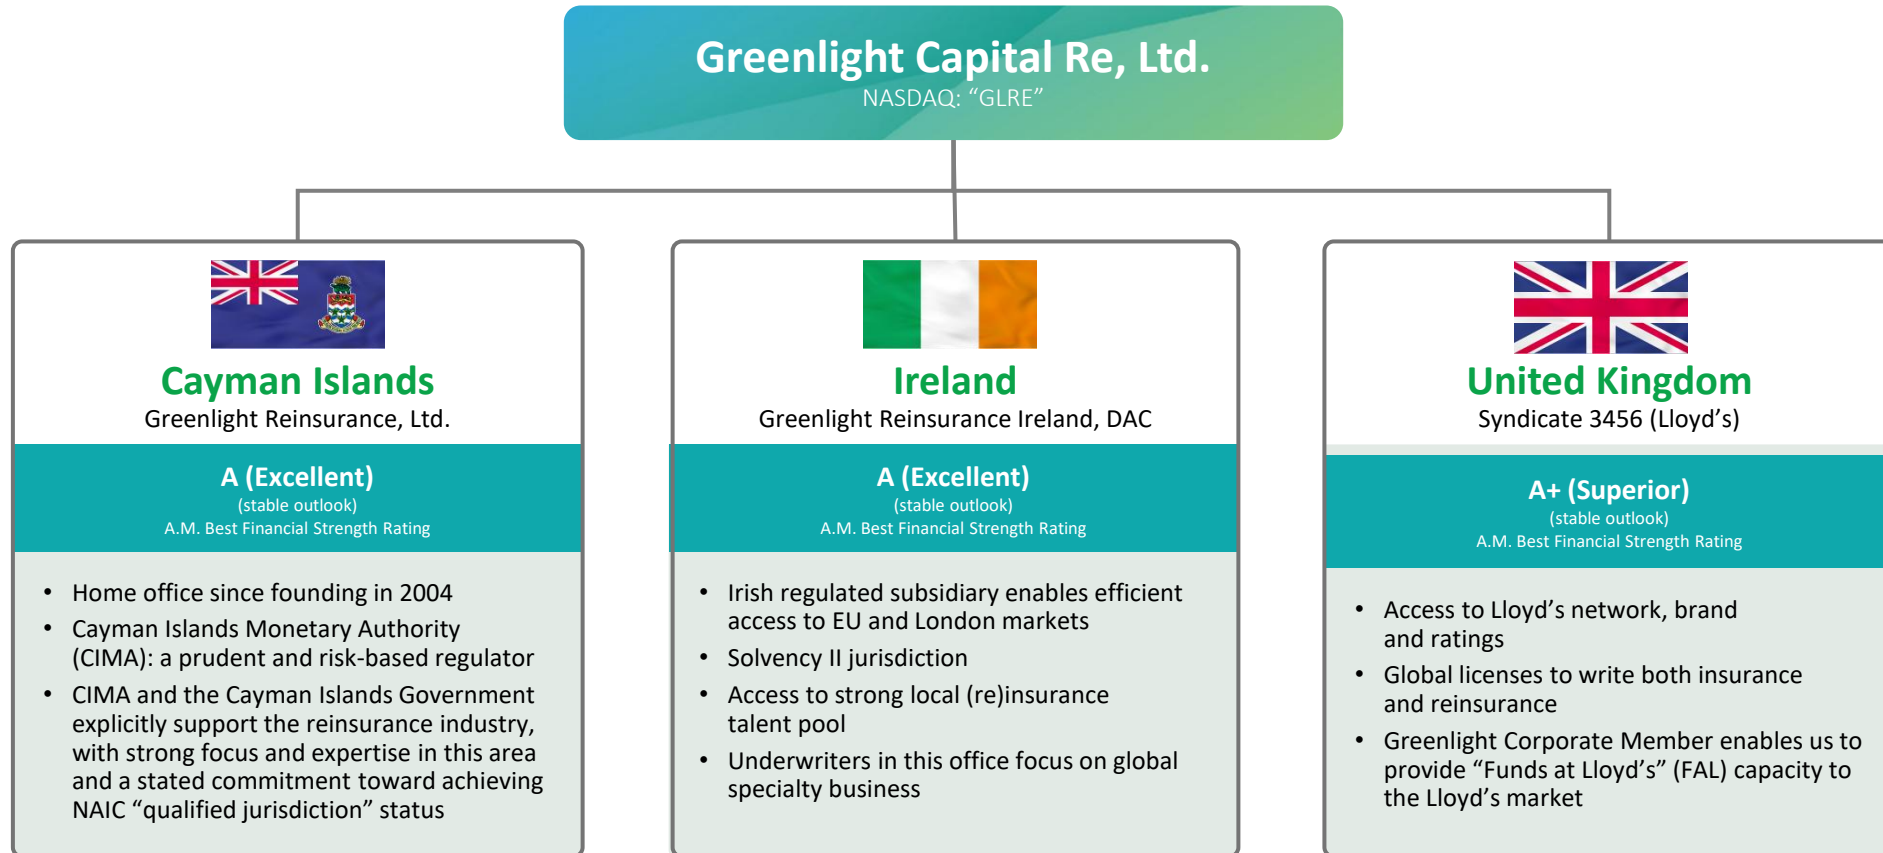 Greenlight Capital Re, Ltd.
NASDAQ: “GLRE”
Cayman Islands
Greenlight Reinsurance, Ltd.
A (Excellent)
(stable outlook)
A.M. Best Financial Strength Rating
• Home office since founding in 2004
• Cayman Islands Monetary Authority
(CIMA): a prudent and risk-based regulator
• CIMA and the Cayman Islands Government
explicitly support the reinsurance industry,
with strong focus and expertise in this area
and a stated commitment toward achieving
NAIC “qualified jurisdiction” status
Ireland
Greenlight Reinsurance Ireland, DAC
A (Excellent)
(stable outlook)
A.M. Best Financial Strength Rating
• Irish regulated subsidiary enables efficient
access to EU and London markets
• Solvency II jurisdiction
• Access to strong local (re)insurance
talent pool
• Underwriters in this office focus on global
specialty business
United Kingdom
Syndicate 3456 (Lloyd’s)
A+ (Superior)
(stable outlook)
A.M. Best Financial Strength Rating
• Access to Lloyd’s network, brand
and ratings
• Global licenses to write both insurance
and reinsurance
• Greenlight Corporate Member enables us to
provide “Funds at Lloyd’s” (FAL) capacity to
the Lloyd’s market